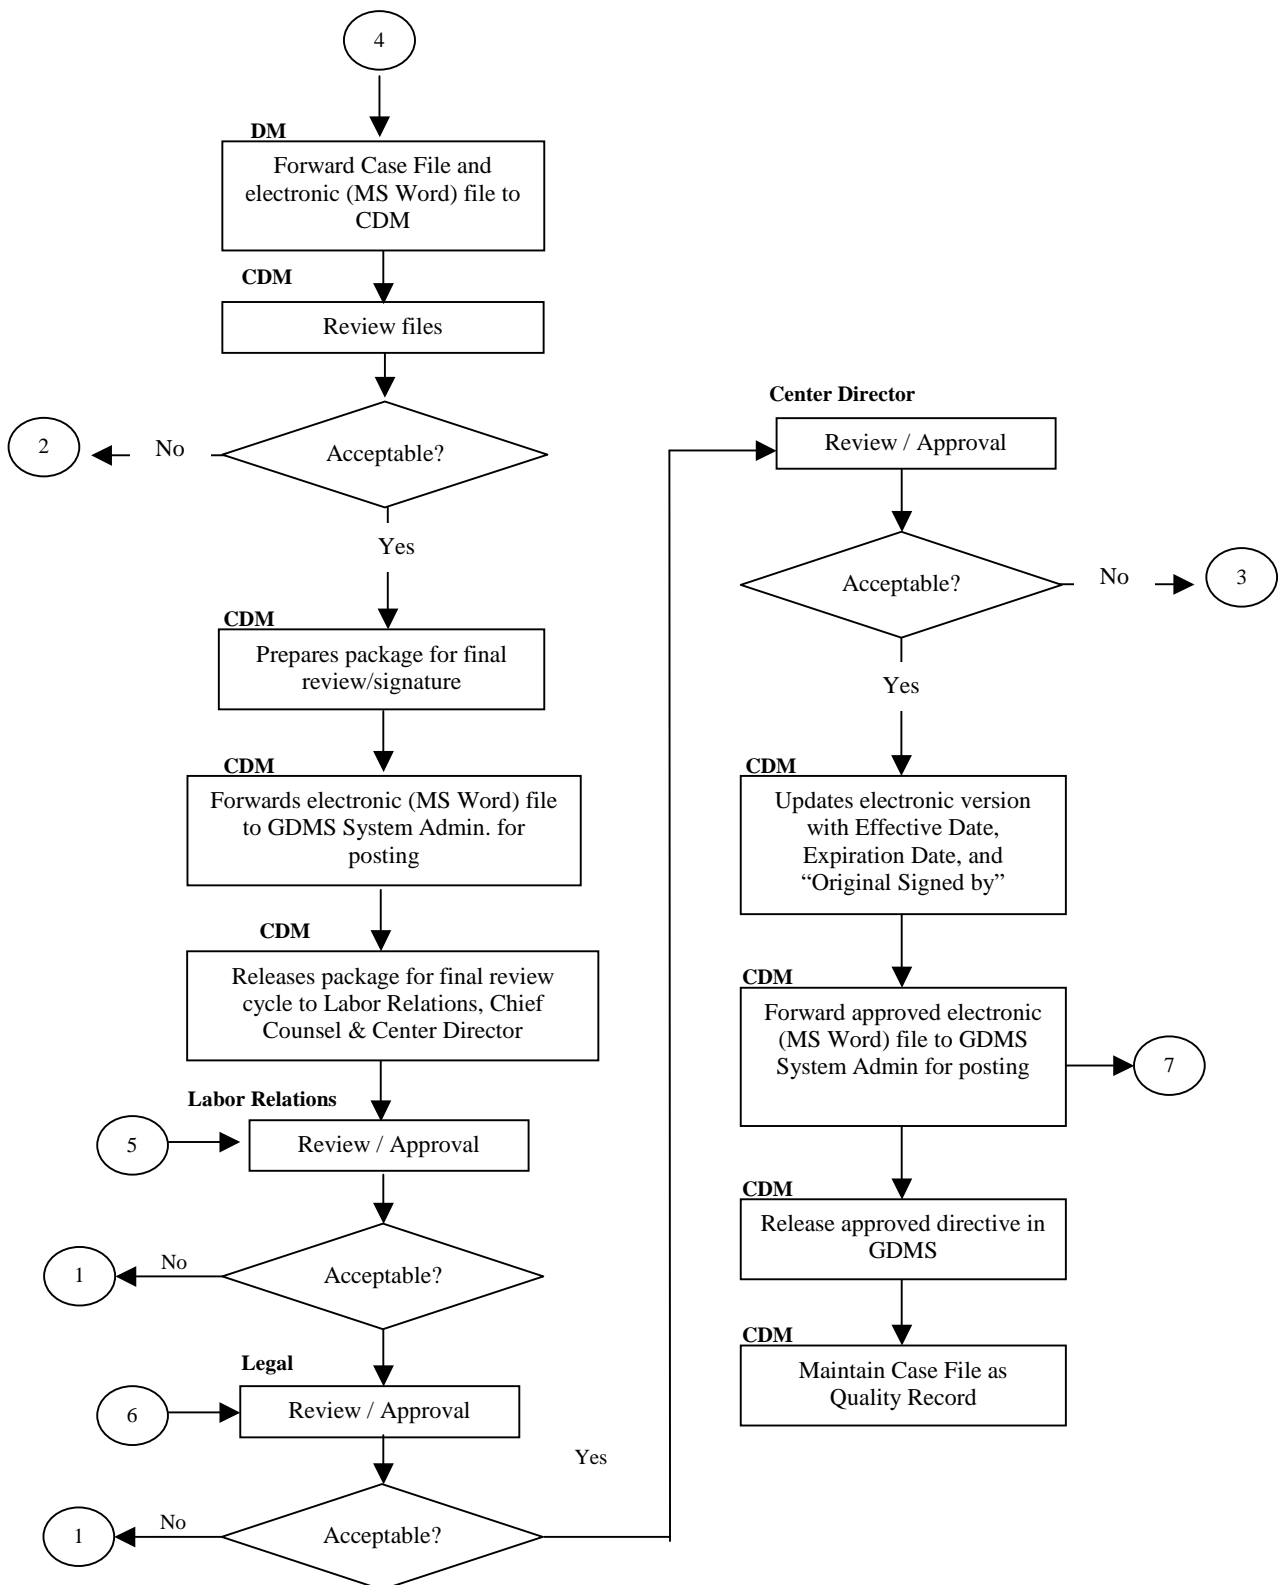 4
DM
Forward Case File and
electronic (MS Word) file to
CDM
CDM
Review files
2
No
Acceptable?
Yes
CDM
Prepares package for final
review/signature
CDM
Forwards electronic (MS Word) file
to GDMS System Admin. for
posting
CDM
Releases package for final review
cycle to Labor Relations, Chief
Counsel & Center Director
Labor Relations
5
Review / Approval
1
No
Acceptable?
Legal
6
Review / Approval
Yes
1
No
Acceptable?
Center Director
Review / Approval
Acceptable?
No
3
Yes
CDM
Updates electronic version
with Effective Date,
Expiration Date, and
“Original Signed by”
CDM
Forward approved electronic
(MS Word) file to GDMS
System Admin for posting
7
CDM
Release approved directive in
GDMS
CDM
Maintain Case File as
Quality Record